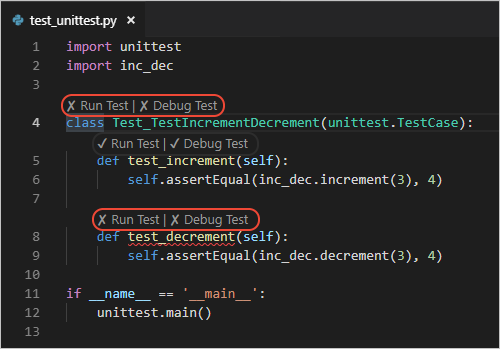 test_unittest.py ×
1 import unittest
2 import inc_dec
3
✗ Run Test | ✗ Debug Test
4 class Test_TestIncrementDecrement(unittest.TestCase):
✓ Run Test | ✓ Debug Test
5 def test_increment(self):
6 self.assertEqual(inc_dec.increment(3), 4)
7
✗ Run Test | ✗ Debug Test
8 def test_decrement(self):
9 self.assertEqual(inc_dec.decrement(3), 4)
10
11 if __name__ == '__main__':
12 unittest.main()
13